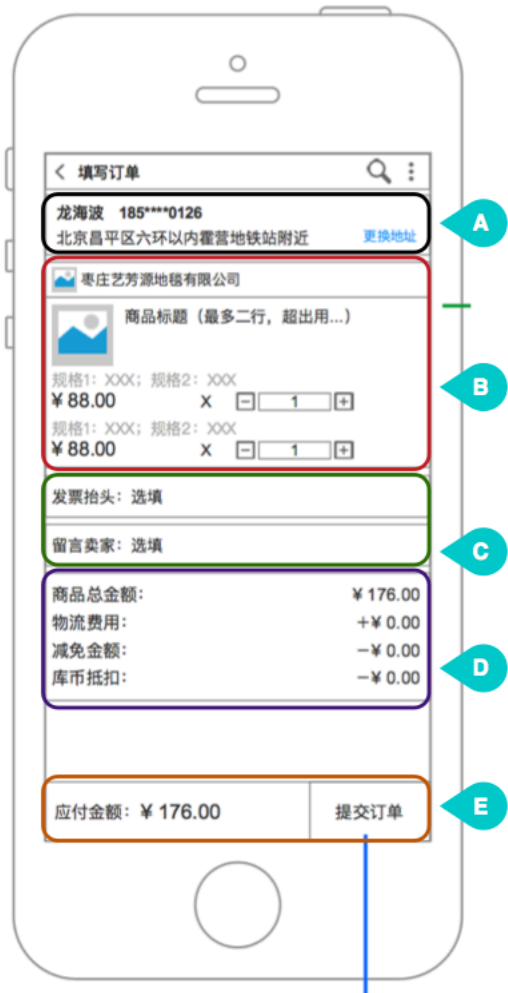 填写订单
龙海波 185****0126
北京昌平区六环以内霍营地铁站附近 更换地址
A
枣庄艺芳源地毯有限公司
商品标题（最多二行，超出用...）
规格1：XXX；规格2：XXX
¥ 88.00 X 1
B
规格1：XXX；规格2：XXX
¥ 88.00 X 1
发票抬头：选填
留言卖家：选填
C
商品总金额： ¥ 176.00
物流费用： +¥ 0.00
减免金额： −¥ 0.00
库币抵扣： −¥ 0.00
D
应付金额：¥ 176.00 提交订单
E